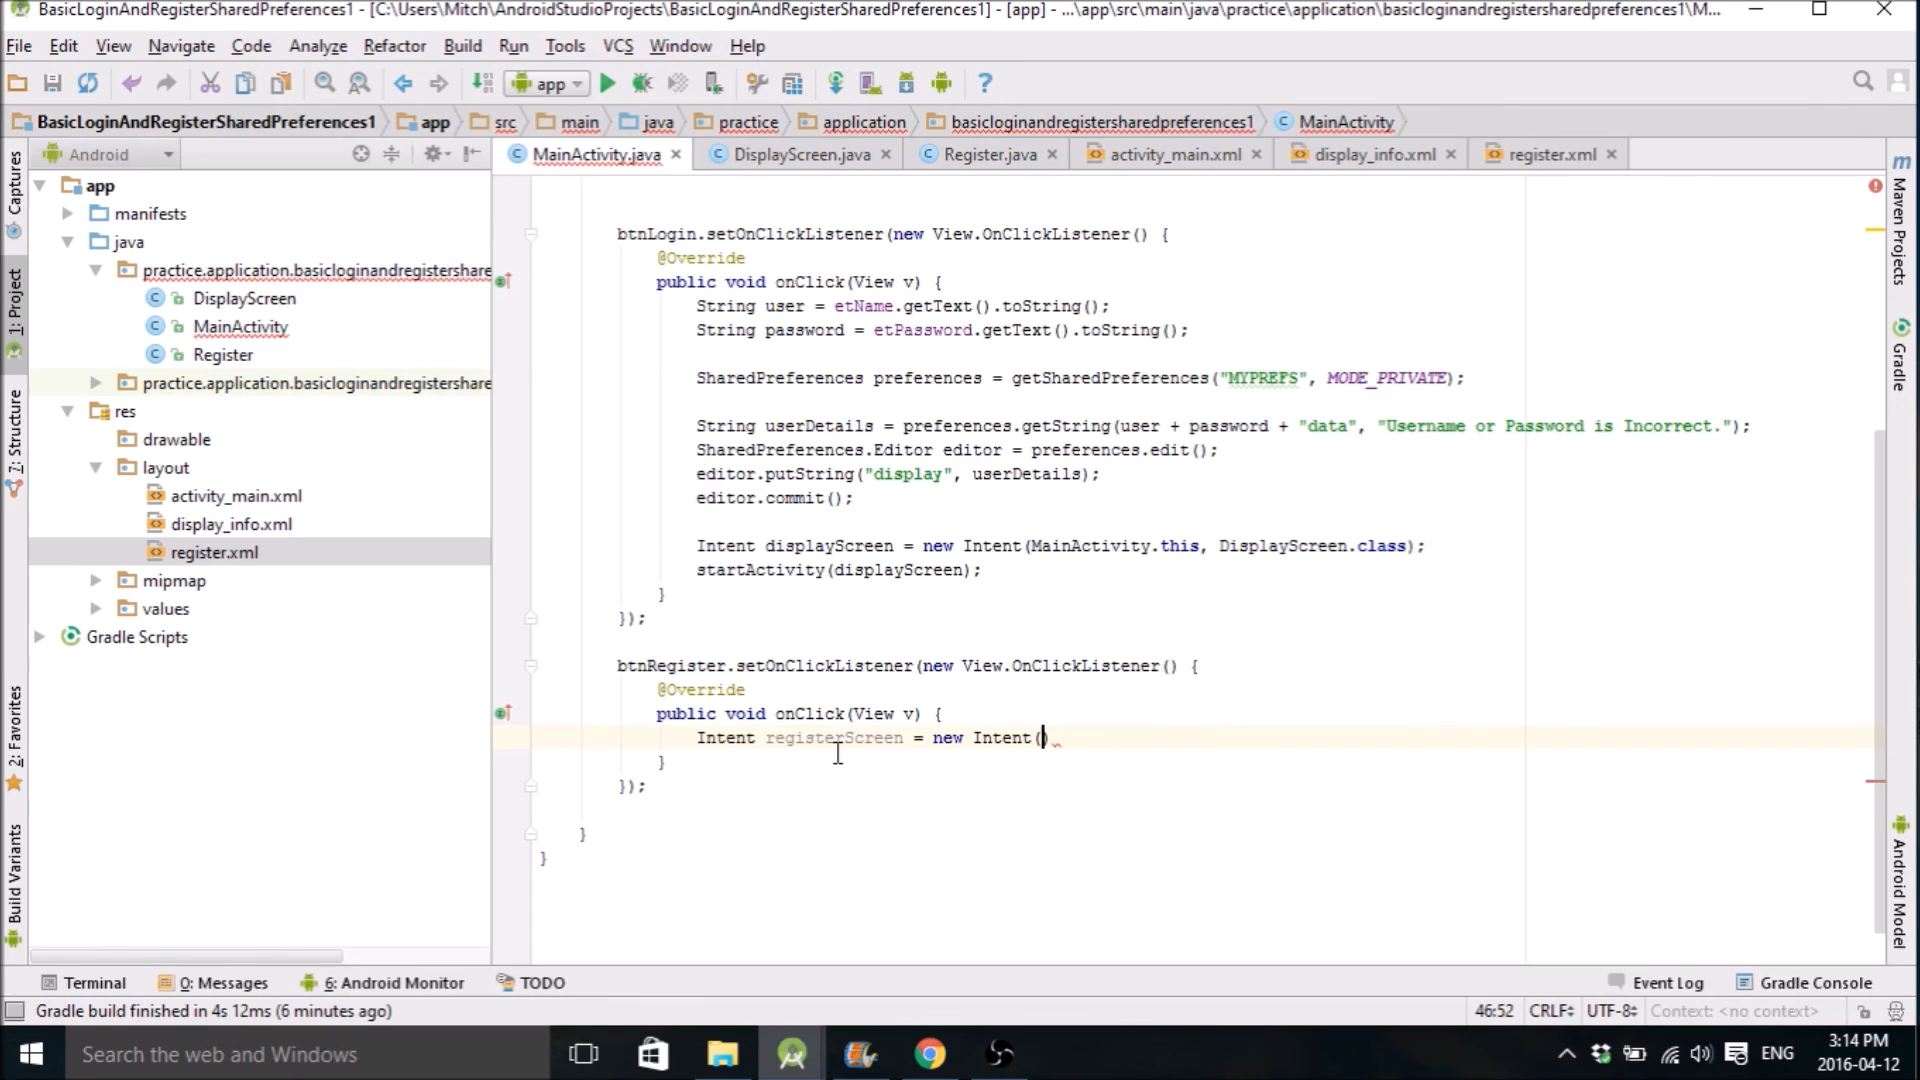 BasicLoginAndRegisterSharedPreferences1 - [C:\Users\Mitch\AndroidStudioProjects\BasicLoginAndRegisterSharedPreferences1] - [app] - ...\app\src\main\java\practice\application\basicloginandregistersharedpreferences1\M...
File Edit View Navigate Code Analyze Refactor Build Run Tools VCS Window Help
app
BasicLoginAndRegisterSharedPreferences1 app src main java practice application basicloginandregistersharedpreferences1 MainActivity
Android
MainActivity.java DisplayScreen.java Register.java activity_main.xml display_info.xml register.xml
Captures
1: Project
7: Structure
2: Favorites
Build Variants
app
manifests
java
practice.application.basicloginandregistershare
DisplayScreen
MainActivity
Register
practice.application.basicloginandregistershare
res
drawable
layout
activity_main.xml
display_info.xml
register.xml
mipmap
values
Gradle Scripts
btnLogin.setOnClickListener(new View.OnClickListener() {
@Override
public void onClick(View v) {
String user = etName.getText().toString();
String password = etPassword.getText().toString();
SharedPreferences preferences = getSharedPreferences("MYPREFS", MODE_PRIVATE);
String userDetails = preferences.getString(user + password + "data", "Username or Password is Incorrect.");
SharedPreferences.Editor editor = preferences.edit();
editor.putString("display", userDetails);
editor.commit();
Intent displayScreen = new Intent(MainActivity.this, DisplayScreen.class);
startActivity(displayScreen);
}
});
btnRegister.setOnClickListener(new View.OnClickListener() {
@Override
public void onClick(View v) {
Intent registerScreen = new Intent()
}
});
}
}
Maven Projects
Gradle
Android Model
Terminal 0: Messages 6: Android Monitor TODO Event Log Gradle Console
Gradle build finished in 4s 12ms (6 minutes ago) 46:52 CRLF UTF-8 Context: <no context>
Search the web and Windows
ENG
3:14 PM
2016-04-12